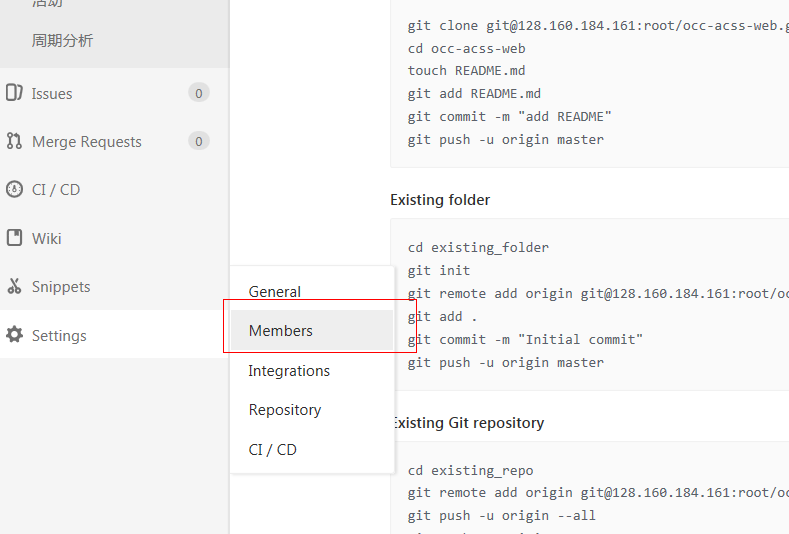 活动
周期分析
Issues 0
Merge Requests 0
CI / CD
Wiki
Snippets
Settings
General
Members
Integrations
Repository
CI / CD
git clone git@128.160.184.161:root/occ-acss-web.g
cd occ-acss-web
touch README.md
git add README.md
git commit -m "add README"
git push -u origin master
Existing folder
cd existing_folder
git init
git remote add origin git@128.160.184.161:root/oc
git add .
git commit -m "Initial commit"
git push -u origin master
Existing Git repository
cd existing_repo
git remote add origin git@128.160.184.161:root/oc
git push -u origin --all